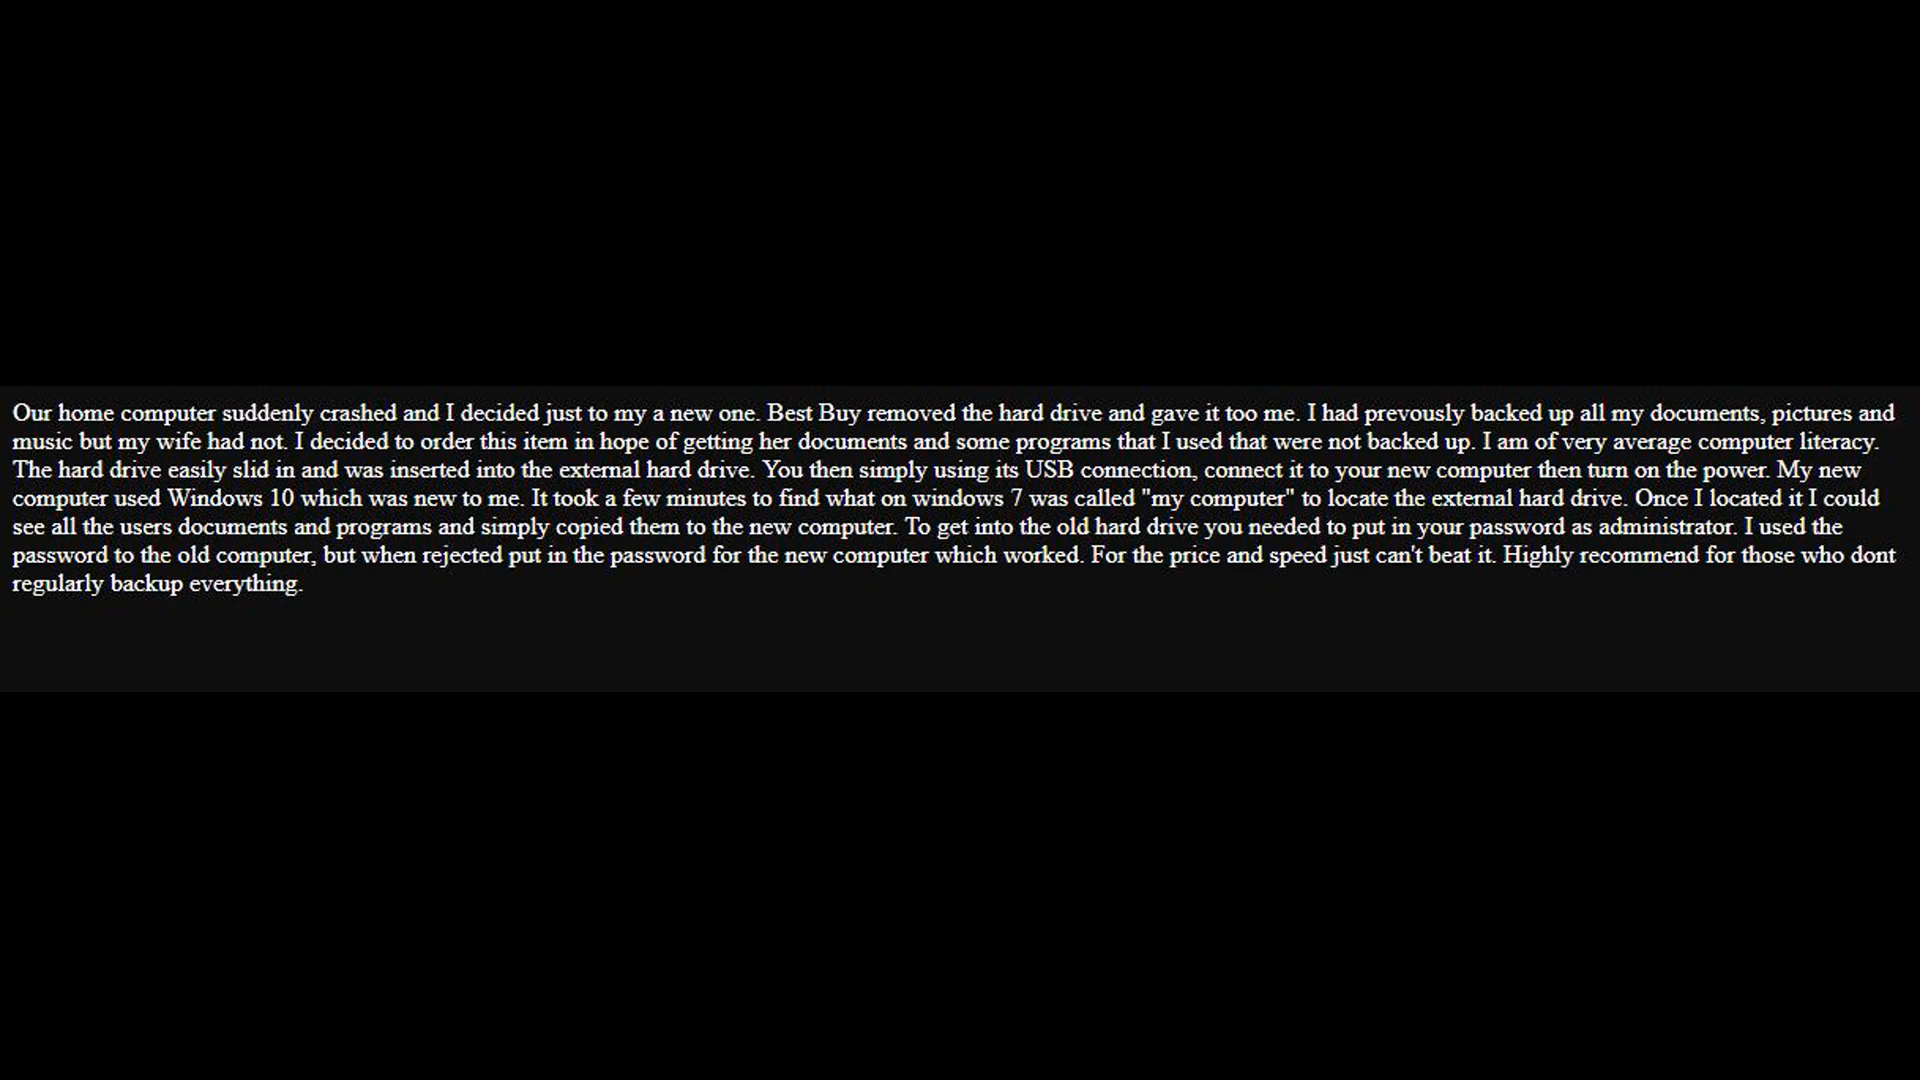 Our home computer suddenly crashed and I decided just to my a new one. Best Buy removed the hard drive and gave it too me. I had prevously backed up all my documents, pictures and
music but my wife had not. I decided to order this item in hope of getting her documents and some programs that I used that were not backed up. I am of very average computer literacy.
The hard drive easily slid in and was inserted into the external hard drive. You then simply using its USB connection, connect it to your new computer then turn on the power. My new
computer used Windows 10 which was new to me. It took a few minutes to find what on windows 7 was called "my computer" to locate the external hard drive. Once I located it I could
see all the users documents and programs and simply copied them to the new computer. To get into the old hard drive you needed to put in your password as administrator. I used the
password to the old computer, but when rejected put in the password for the new computer which worked. For the price and speed just can't beat it. Highly recommend for those who dont
regularly backup everything.